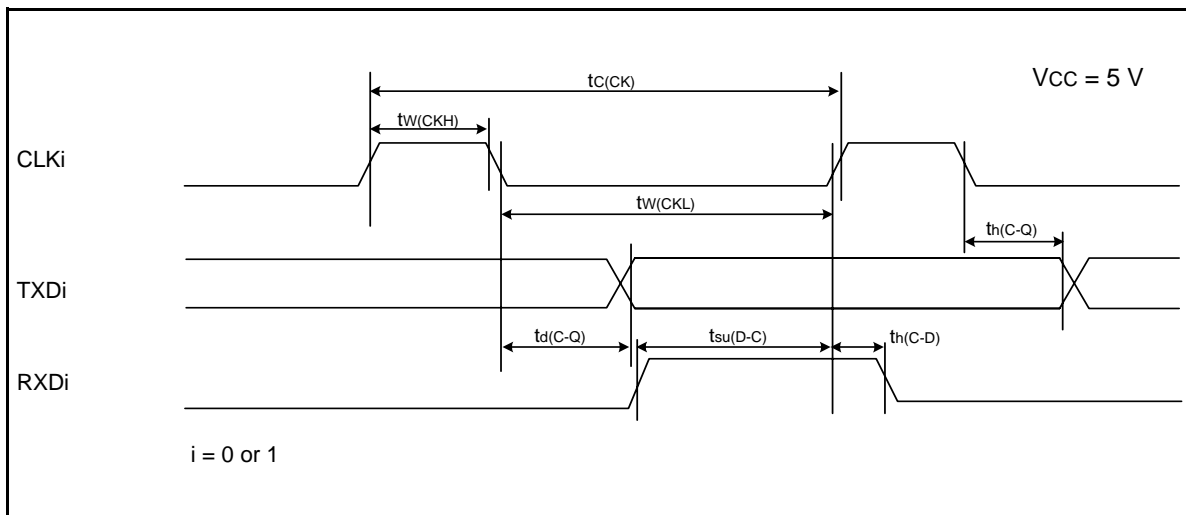 tC(CK)
VCC = 5 V
tW(CKH)
CLKi
tW(CKL)
th(C-Q)
TXDi
td(C-Q)
tsu(D-C)
th(C-D)
RXDi
i = 0 or 1